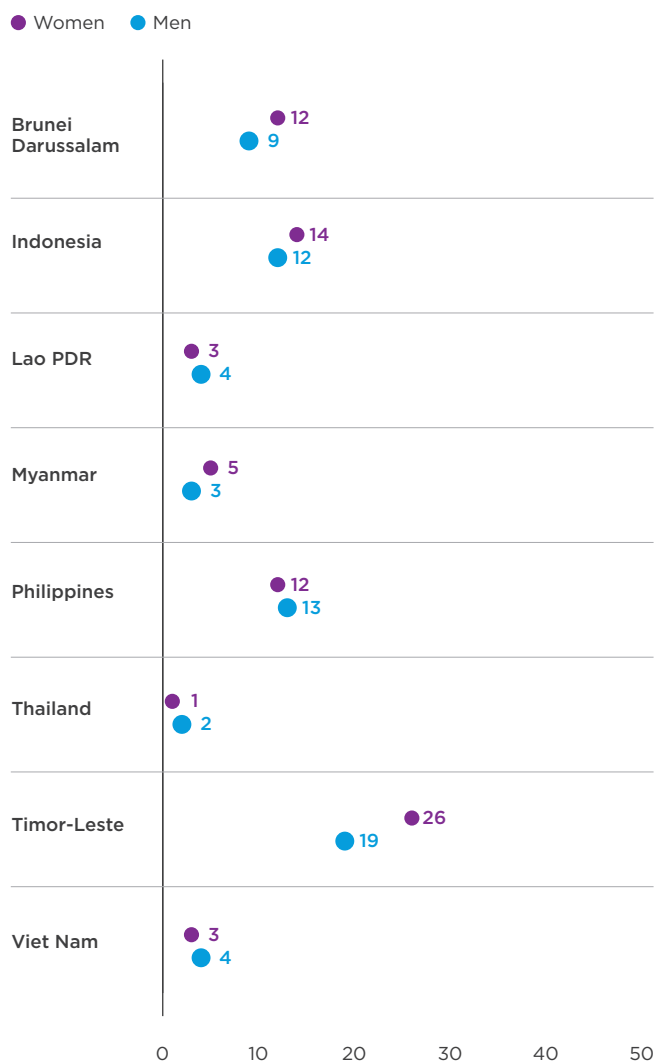 Women Men
Brunei
Darussalam
12
9
Indonesia
14
12
Lao PDR
3
4
Myanmar
5
3
Philippines
12
13
Thailand
1
2
Timor-Leste
26
19
Viet Nam
3
4
0 10 20 30 40 50